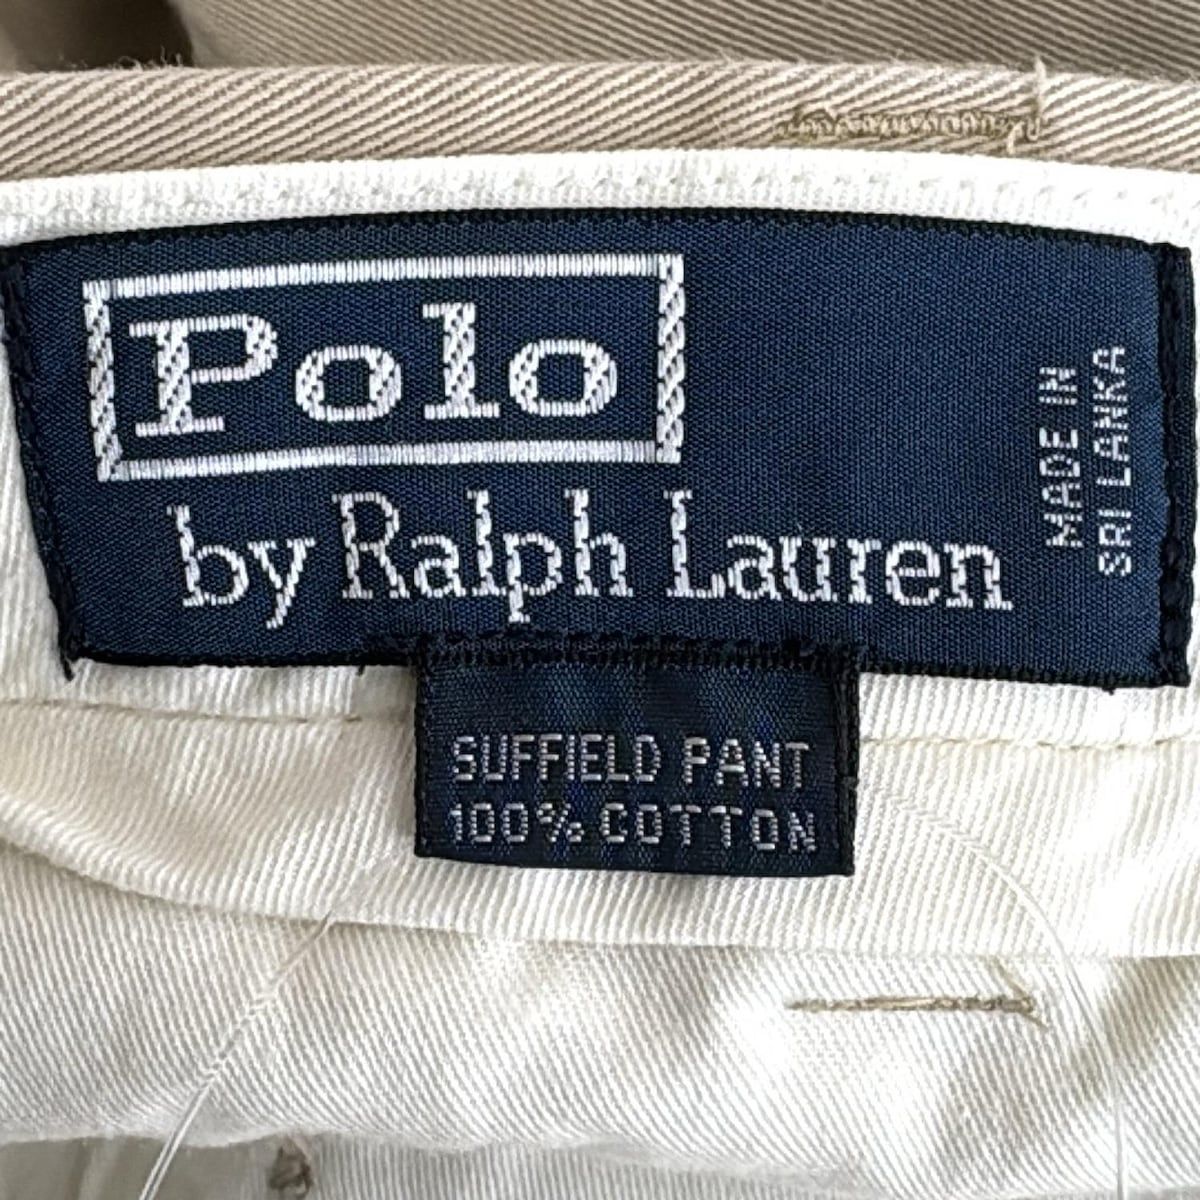 Polo
by Ralph Lauren
MADE IN
SRI LANKA
SUFFIELD PANT
100% COTTON